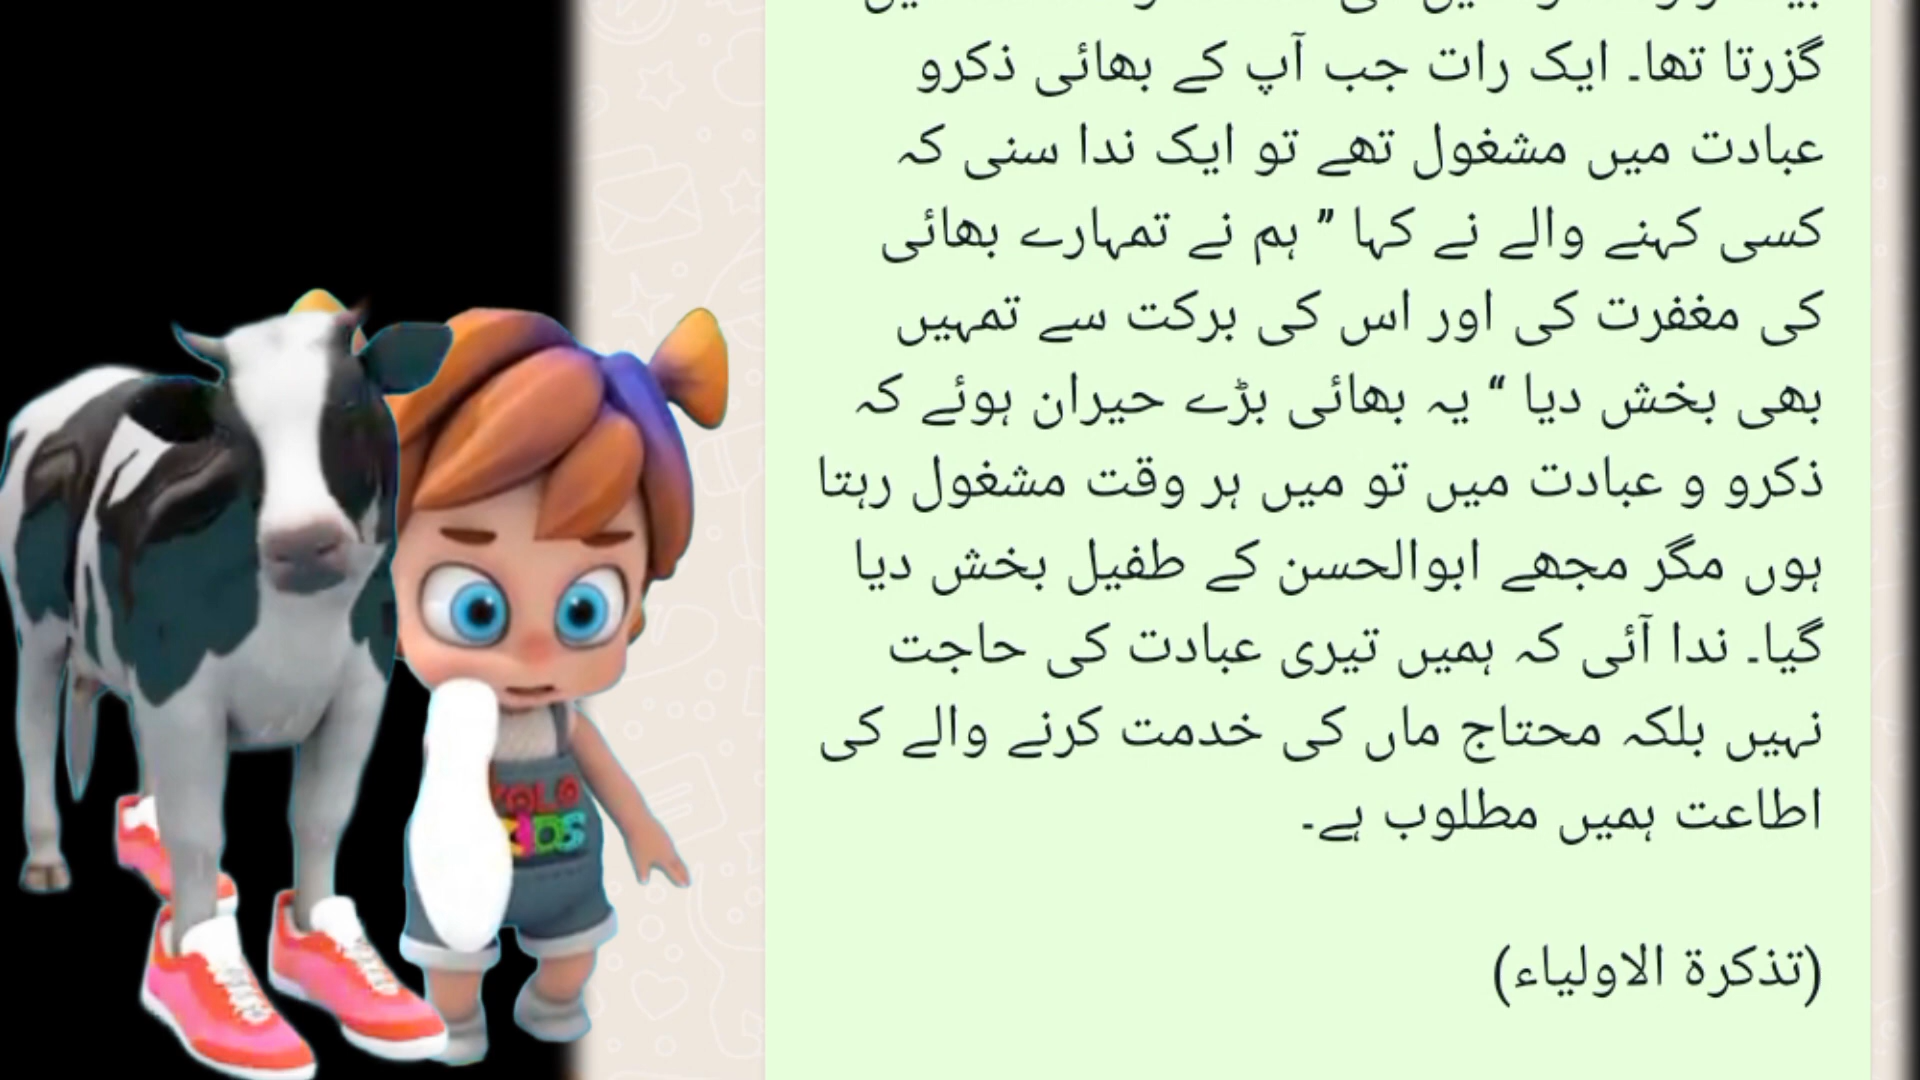 گزرتا تھا۔ ایک رات جب آپ کے بھائی ذکرو
عبادت میں مشغول تھے تو ایک ندا سنی کہ
کسی کہنے والے نے کہا ” ہم نے تمہارے بھائی
کی مغفرت کی اور اس کی برکت سے تمہیں
بھی بخش دیا “ یہ بھائی بڑے حیران ہوئے کہ
ذکرو و عبادت میں تو میں ہر وقت مشغول رہتا
ہوں مگر مجھے ابوالحسن کے طفیل بخش دیا
گیا۔ ندا آئی کہ ہمیں تیری عبادت کی حاجت
نہیں بلکہ محتاج ماں کی خدمت کرنے والے کی
اطاعت ہمیں مطلوب ہے۔
(تذکرة الاولیاء)
KIDS